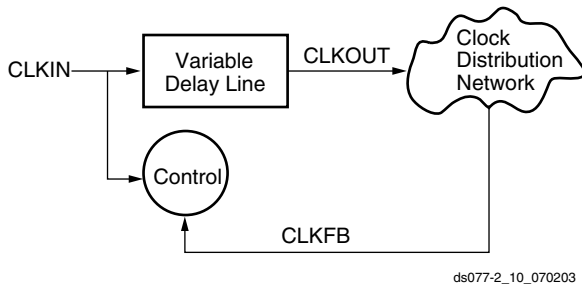 CLKIN
Variable
Delay Line
CLKOUT
Clock
Distribution
Network
Control
CLKFB
ds077-2_10_070203